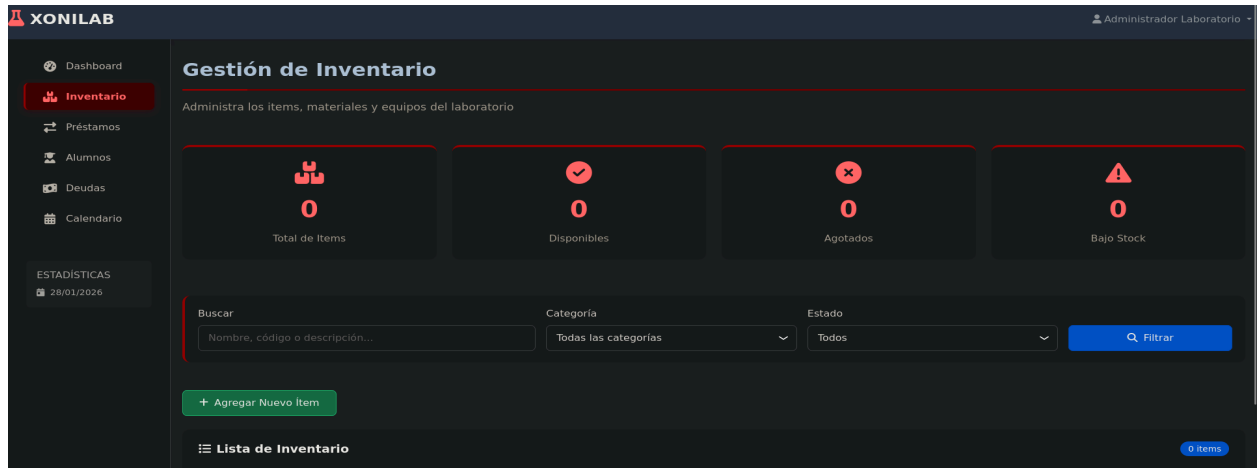 XONILAB
Administrador Laboratorio
Dashboard
Inventario
Préstamos
Alumnos
Deudas
Calendario
ESTADÍSTICAS
28/01/2026
Gestión de Inventario
Administra los items, materiales y equipos del laboratorio
0
Total de Items
0
Disponibles
0
Agotados
0
Bajo Stock
Buscar
Nombre, código o descripción...
Categoría
Todas las categorías
Estado
Todos
Filtrar
+ Agregar Nuevo Ítem
Lista de Inventario
0 items